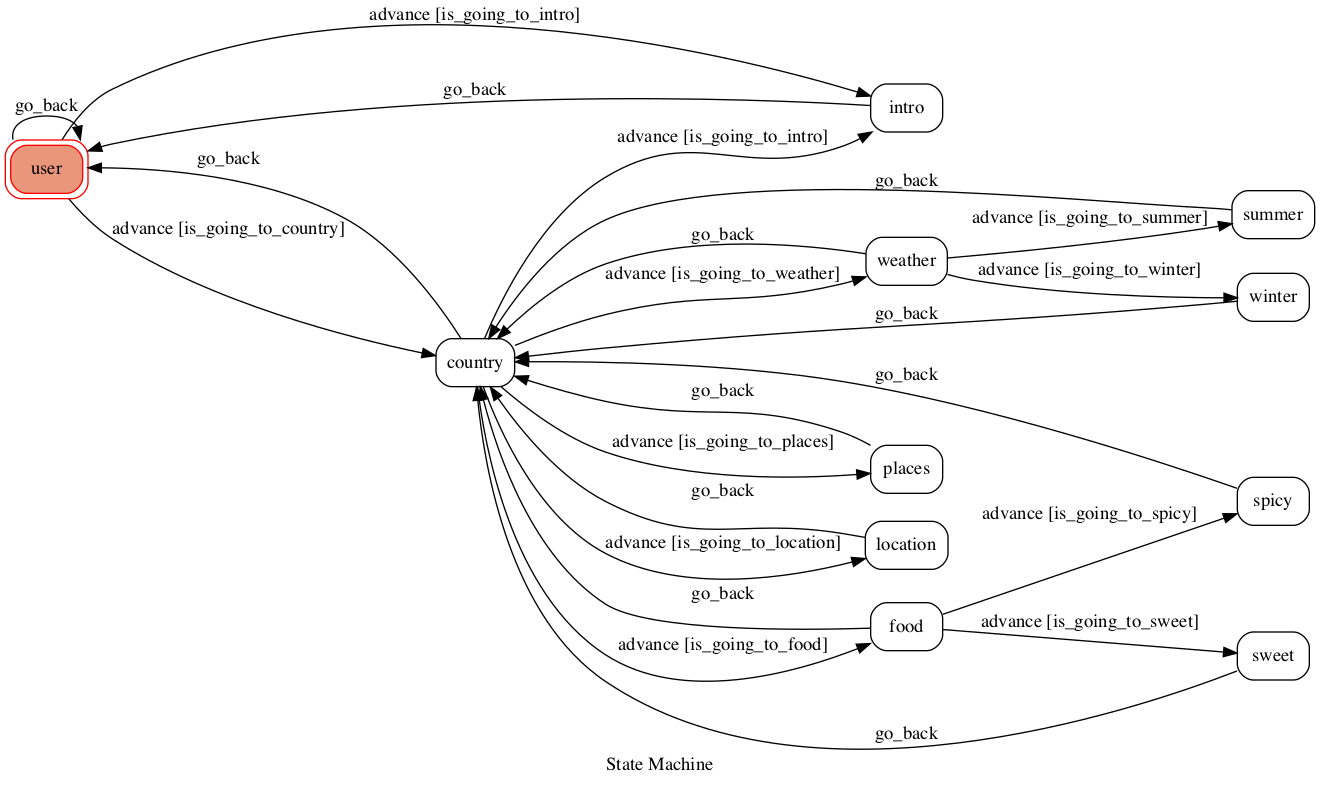 advance [is_going_to_intro]
go_back
go_back
intro
advance [is_going_to_intro]
go_back
user
go_back
summer
advance [is_going_to_summer]
advance [is_going_to_country]
go_back
weather
advance [is_going_to_weather]
advance [is_going_to_winter]
winter
go_back
country
go_back
go_back
advance [is_going_to_places]
places
go_back
spicy
advance [is_going_to_spicy]
advance [is_going_to_location]
location
go_back
advance [is_going_to_sweet]
food
advance [is_going_to_food]
sweet
go_back
State Machine